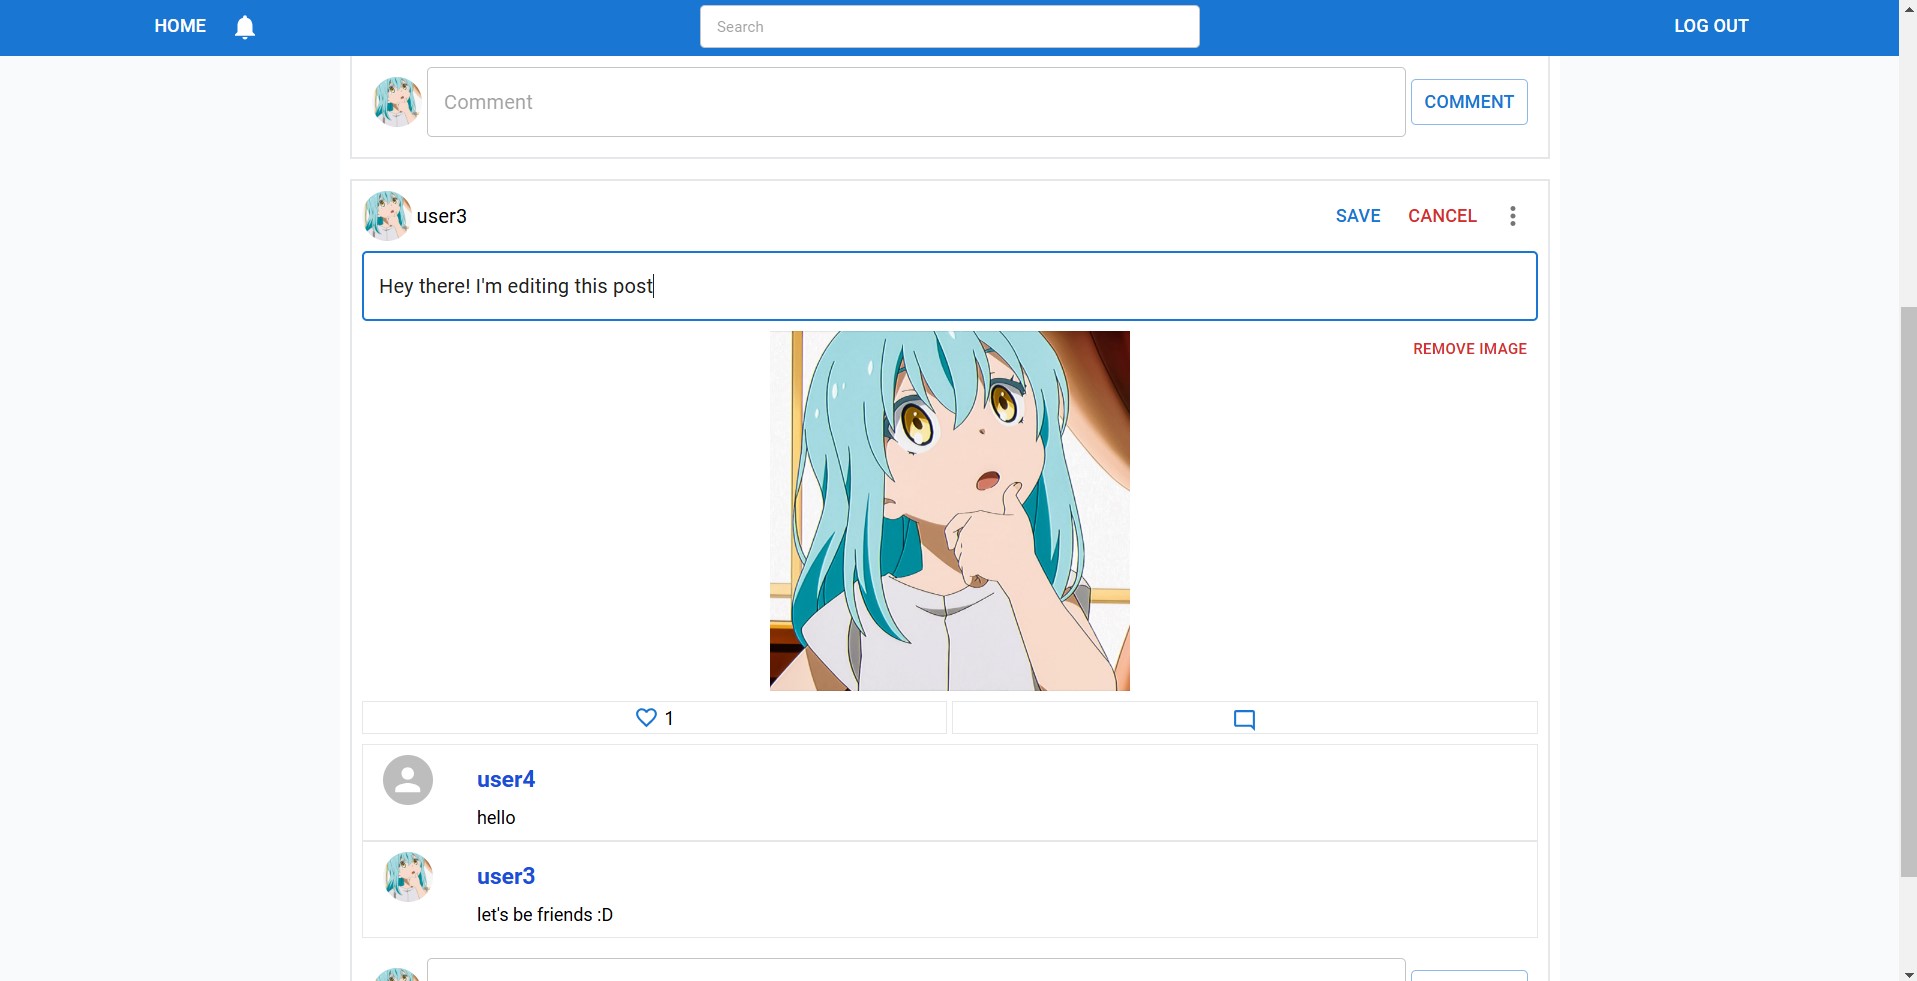 HOME
Search
LOG OUT
Comment
COMMENT
user3
SAVE
CANCEL
Hey there! I'm editing this post
REMOVE IMAGE
1
user4
hello
user3
let's be friends :D